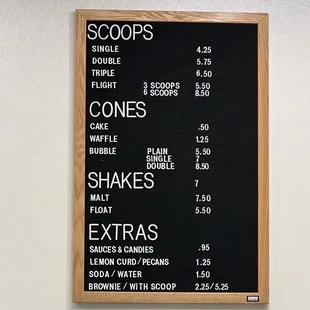 SCOOPS
SINGLE 4.25
DOUBLE 5.75
TRIPLE 6.50
FLIGHT 3 SCOOPS 5.50
6 SCOOPS 8.50
CONES
CAKE .50
WAFFLE 1.25
BUBBLE PLAIN 5.50
SINGLE 7
DOUBLE 8.50
SHAKES 7
MALT 7.50
FLOAT 5.50
EXTRAS
SAUCES & CANDIES .95
LEMON CURD/PECANS 1.25
SODA / WATER 1.50
BROWNIE / WITH SCOOP 2.25/5.25